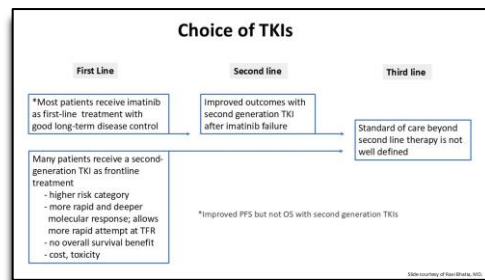 Choice of TKIs
First Line
Second line
Third line
*Most patients receive imatinib
as first-line treatment with
good long-term disease control
Improved outcomes with
second generation TKI
after imatinib failure
Standard of care beyond
second line therapy is not
well defined
Many patients receive a second-
generation TKI as frontline
treatment
- higher risk category
- more rapid and deeper
molecular response; allows
more rapid attempt at TFR
- no overall survival benefit
- cost, toxicity
*Improved PFS but not OS with second generation TKIs
Slide courtesy of Ravi Bhatia, MD.